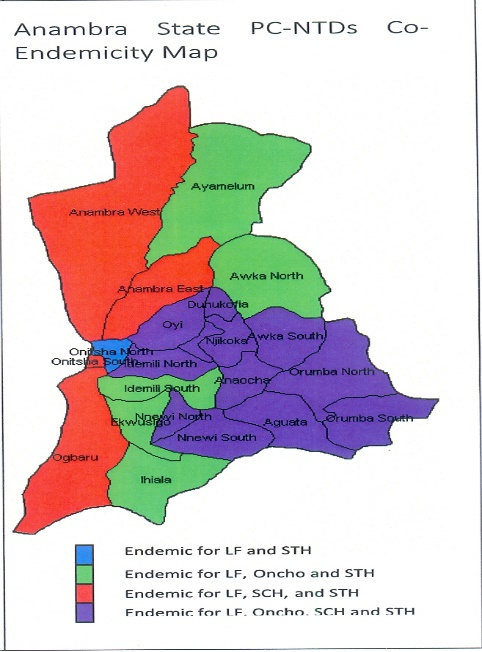 Anambra State PC-NTDs Co-
Endemicity Map
Ayamelum
Anambra West
Awka North
Anambra East
Dunukofia
Oyi
Njikoka
Awka South
Onitsha North
Onitsha South
Idemili North
Orumba North
Anaocha
Idemili South
Nnewi North
Ekwusigo
Aguata
Orumba South
Nnewi South
Ogbaru
Ihiala
Endemic for LF and STH
Endemic for LF, Oncho and STH
Endemic for LF, SCH, and STH
Endemic for LF, Oncho, SCH and STH